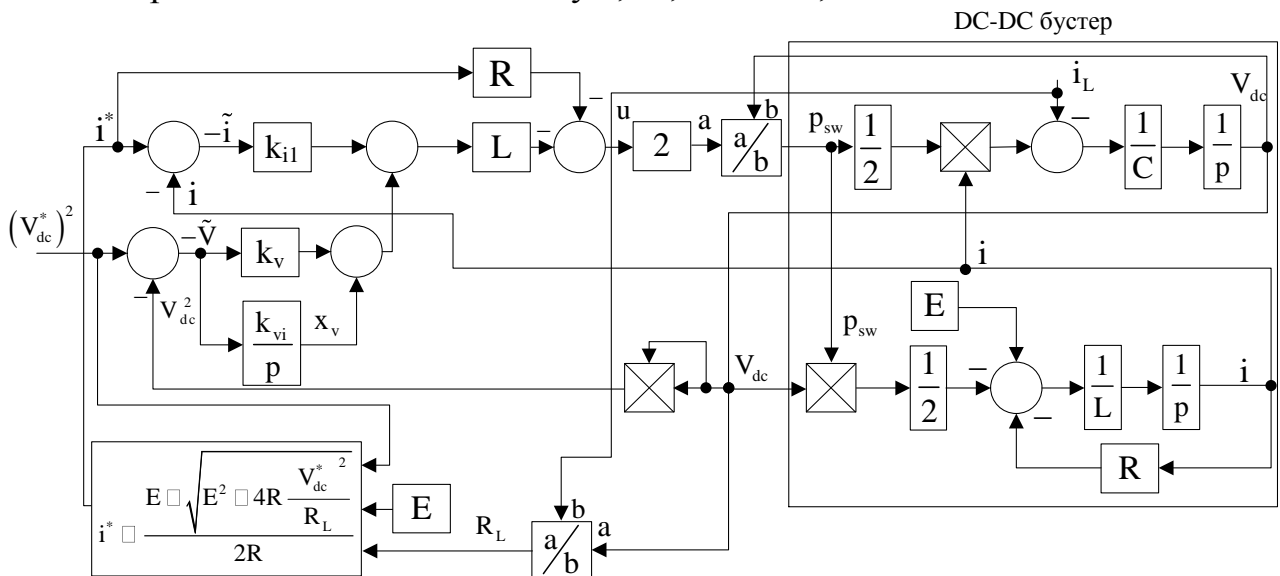 DC-DC бустер
R
i_L
V_dc
i*
−
b
−ĩ
u
a
p_sw
−
k_i1
L
−
2
a/b
1/2
1/C
1/p
−
i
(V*_dc)²
−Ṽ
k_v
i
−
V²_dc
k_vi/p
x_v
E
p_sw
V_dc
1/2
−
1/L
1/p
i
−
R
i* □ (E □ √(E² □ 4R V*_dc²/R_L))/2R
E
R_L
b
a
a/b